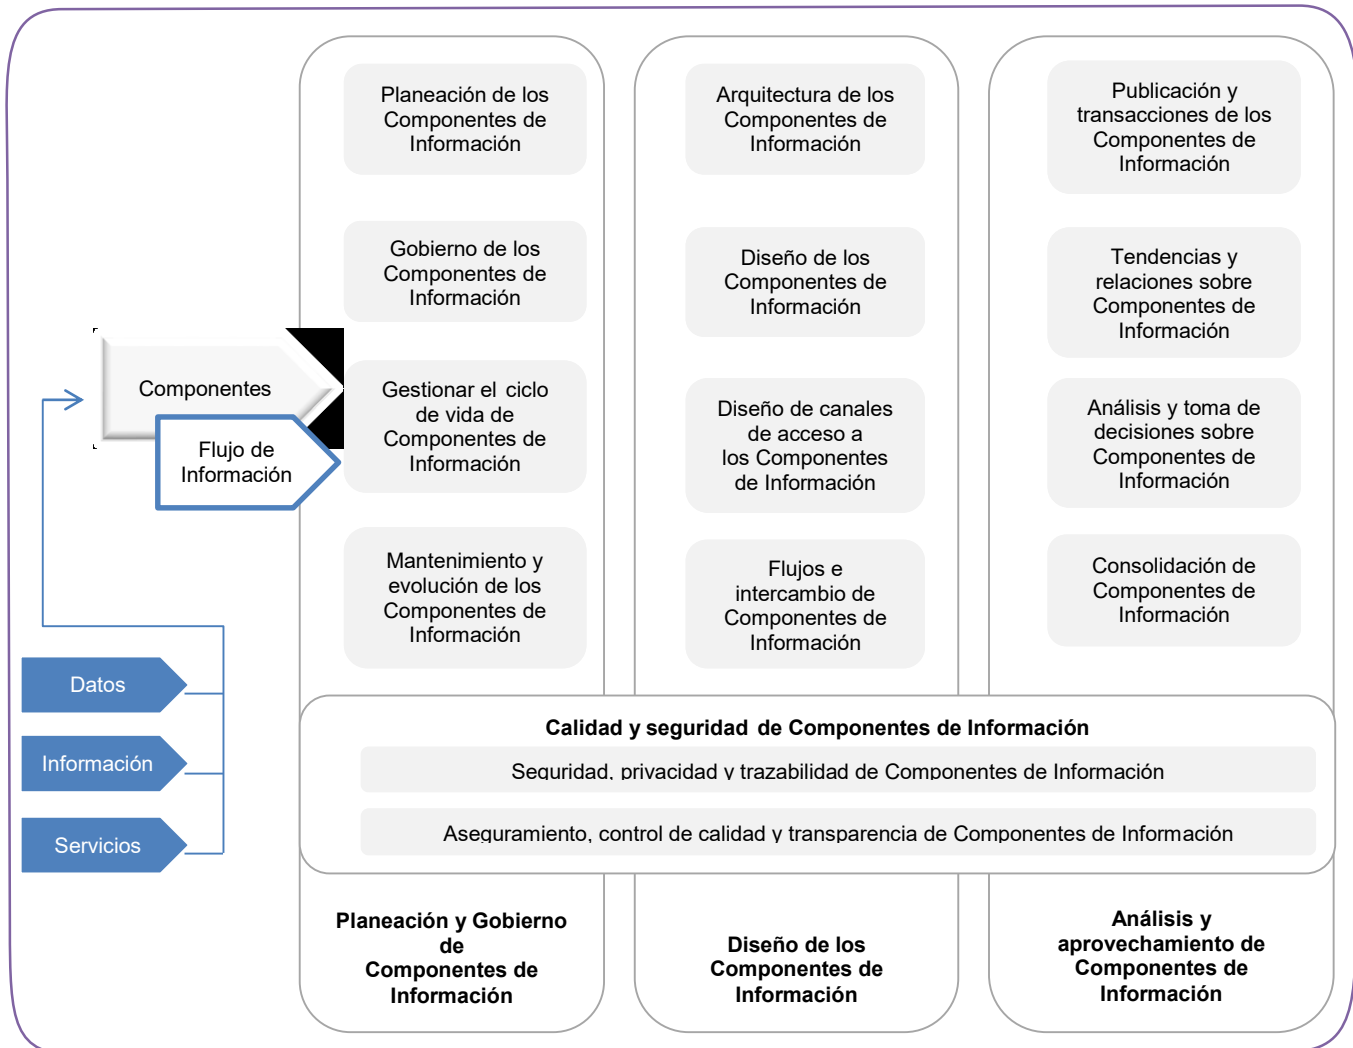 Planeación de los
Componentes de
Información
Gobierno de los
Componentes de
Información
Gestionar el ciclo
de vida de
Componentes de
Información
Mantenimiento y
evolución de los
Componentes de
Información
Arquitectura de los
Componentes de
Información
Diseño de los
Componentes de
Información
Diseño de canales
de acceso a
los Componentes
de Información
Flujos e
intercambio de
Componentes de
Información
Publicación y
transacciones de los
Componentes de
Información
Tendencias y
relaciones sobre
Componentes de
Información
Análisis y toma de
decisiones sobre
Componentes de
Información
Consolidación de
Componentes de
Información
Componentes
Flujo de
Información
Datos
Información
Servicios
Calidad y seguridad de Componentes de Información
Seguridad, privacidad y trazabilidad de Componentes de Información
Aseguramiento, control de calidad y transparencia de Componentes de Información
Planeación y Gobierno
de
Componentes de
Información
Diseño de los
Componentes de
Información
Análisis y
aprovechamiento de
Componentes de
Información